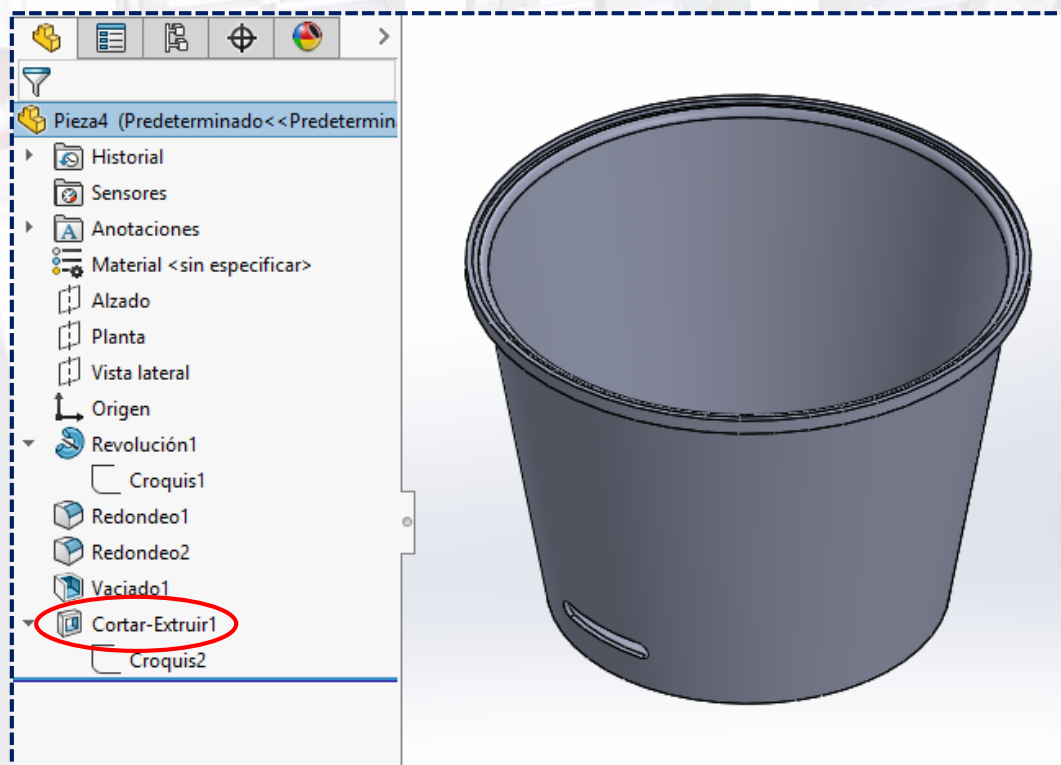 Pieza4 (Predeterminado<<Predetermin
Historial
Sensores
Anotaciones
Material <sin especificar>
Alzado
Planta
Vista lateral
Origen
Revolución1
Croquis1
Redondeo1
Redondeo2
Vaciado1
Cortar-Extruir1
Croquis2